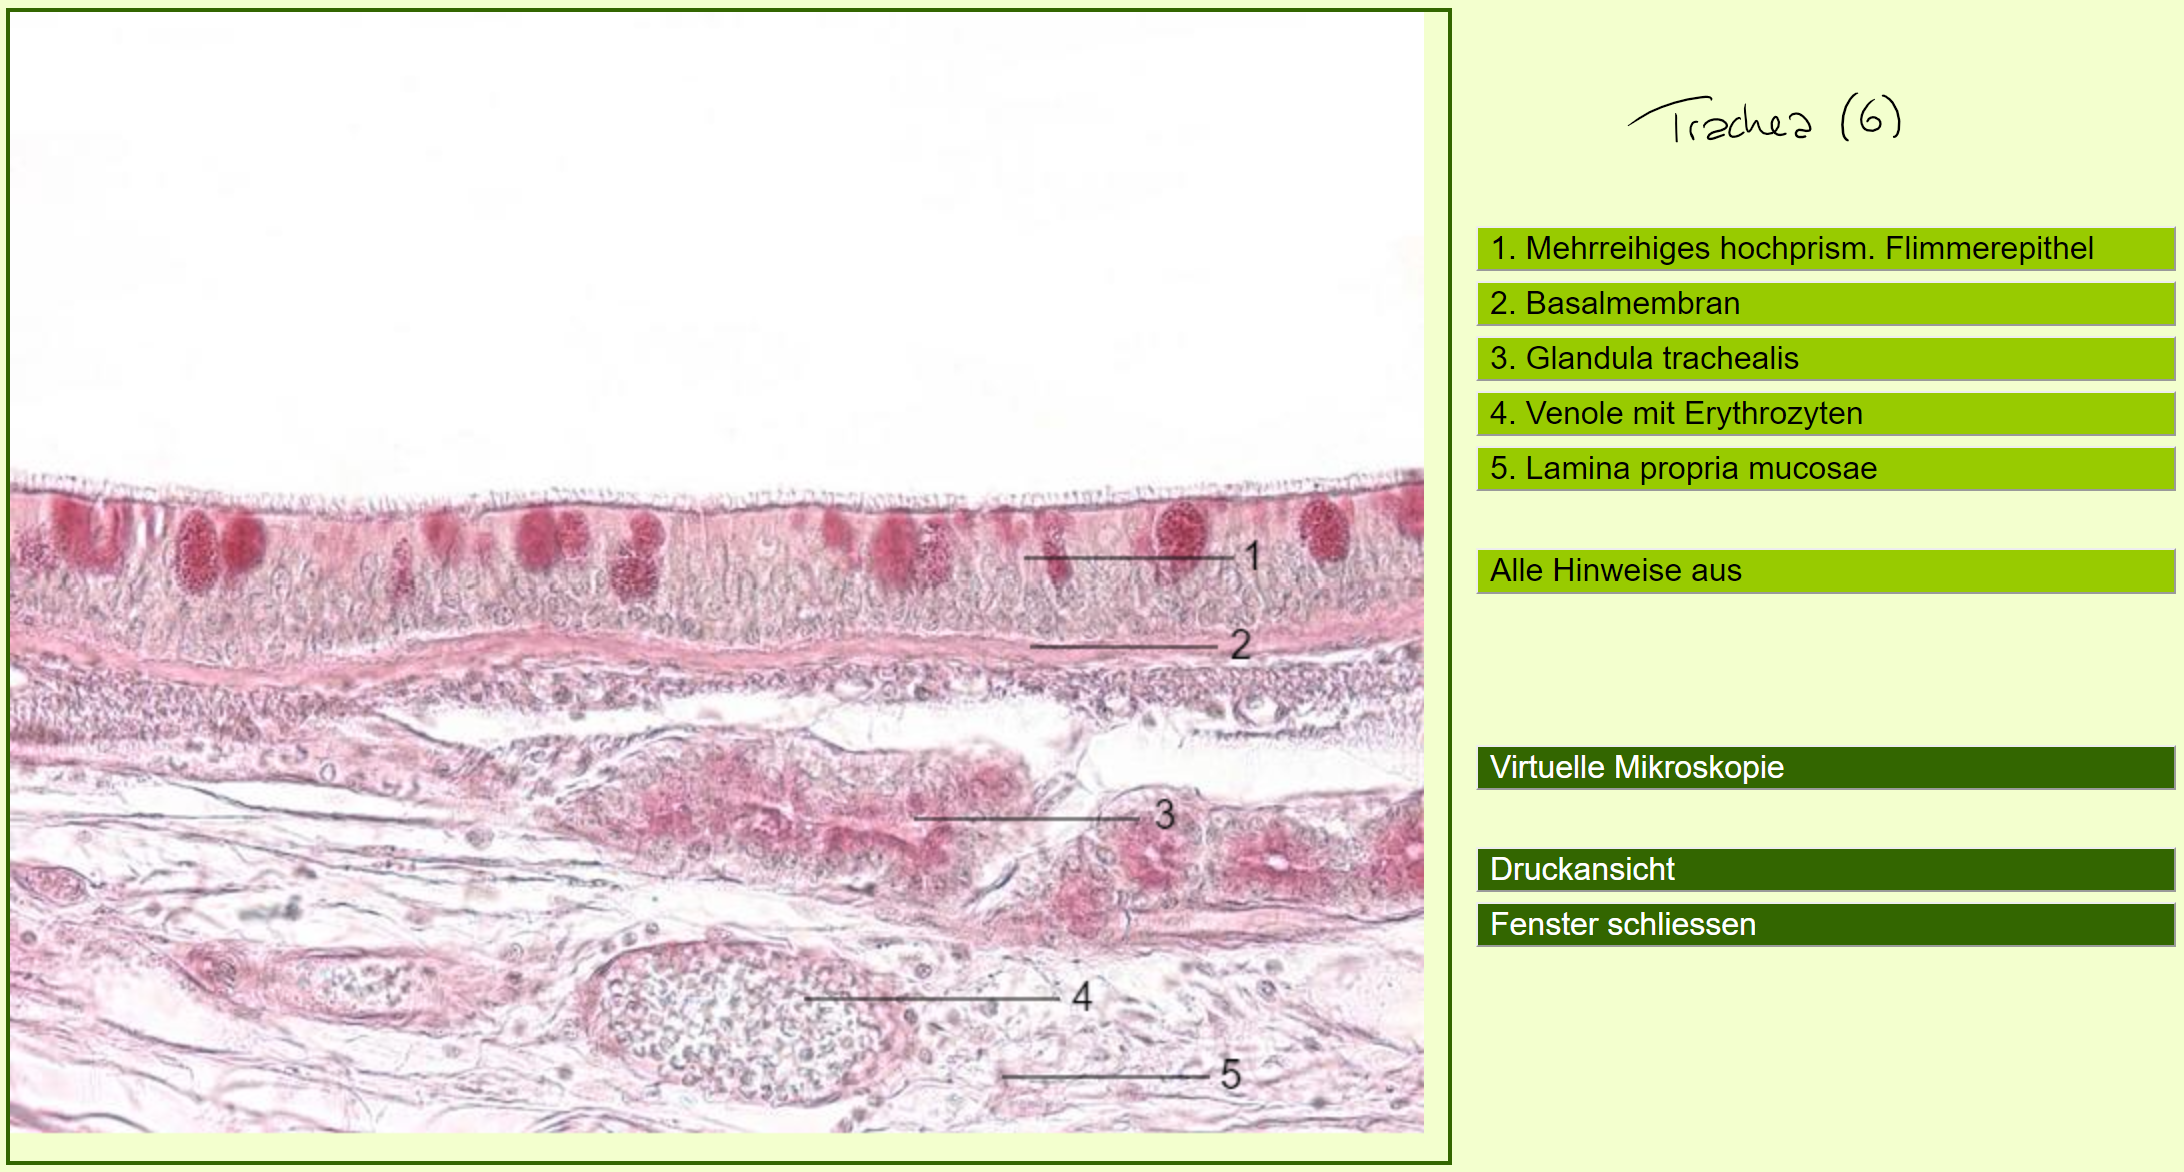 Trachea (6)
1. Mehrreihiges hochprism. Flimmerepithel
2. Basalmembran
3. Glandula trachealis
4. Venole mit Erythrozyten
5. Lamina propria mucosae
Alle Hinweise aus
Virtuelle Mikroskopie
Druckansicht
Fenster schliessen
1
2
3
4
5